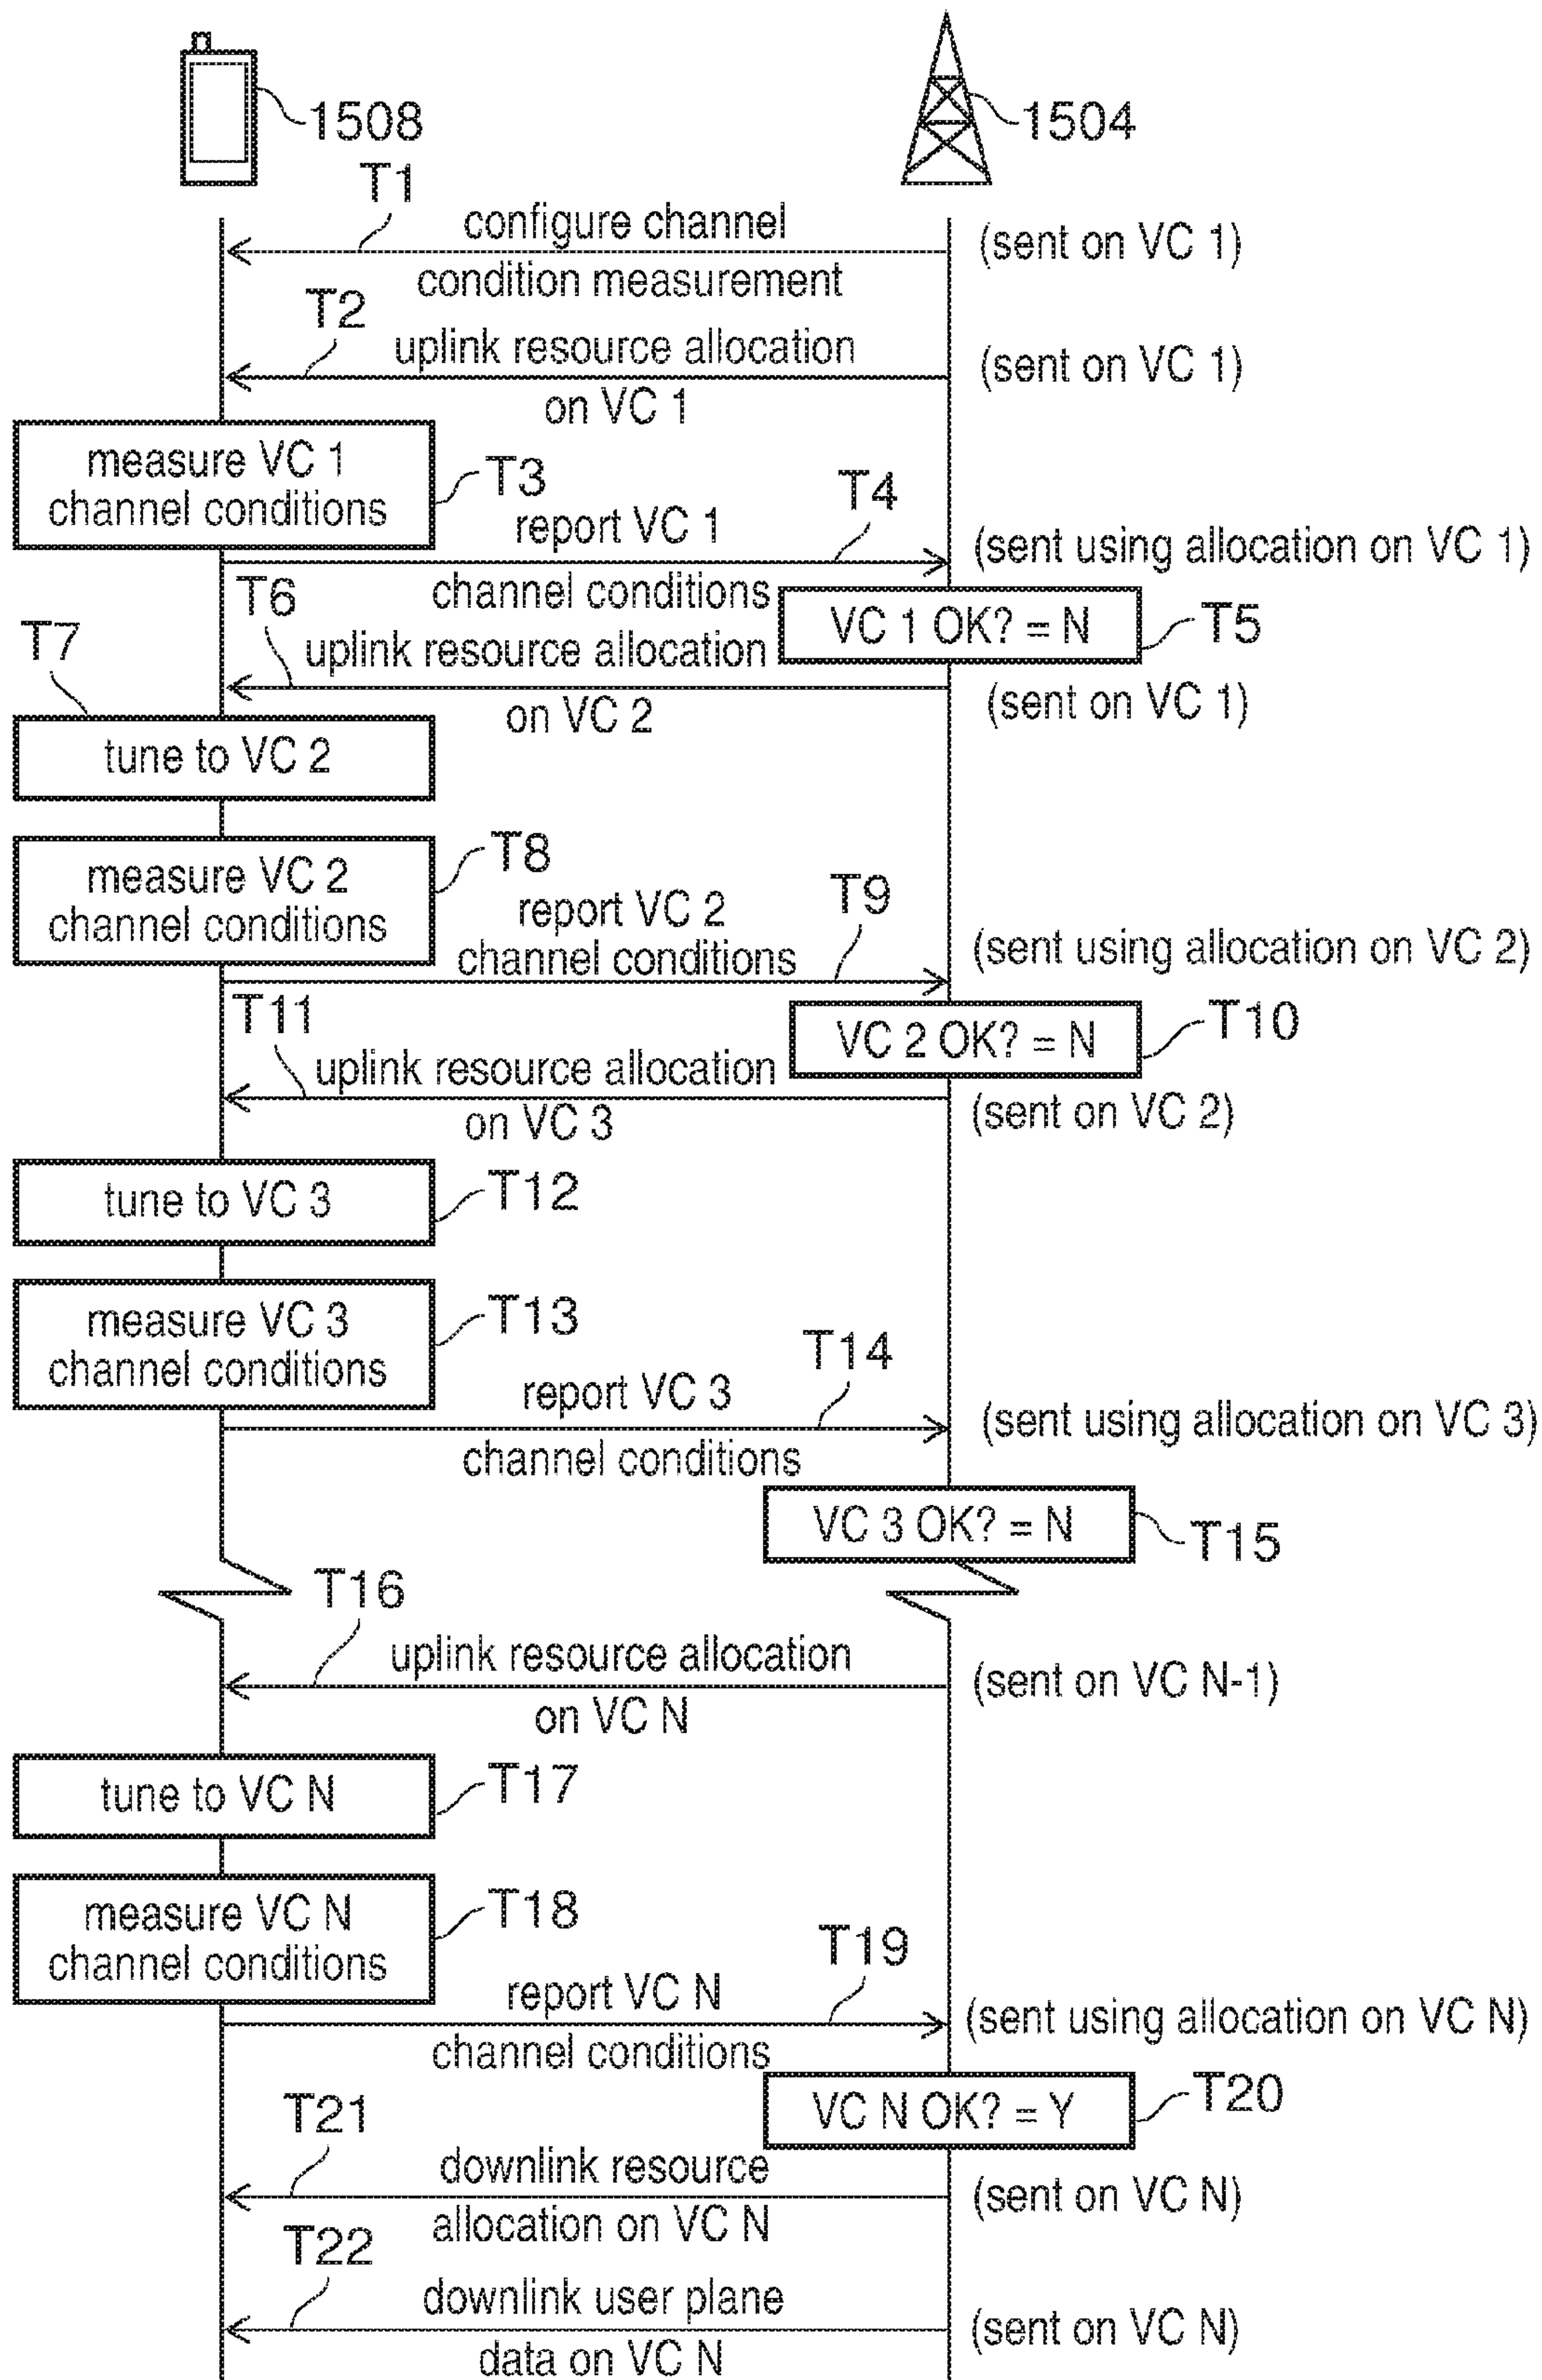 1508
1504
T1
configure channel
(sent on VC 1)
condition measurement
T2
uplink resource allocation
(sent on VC 1)
on VC 1
measure VC 1
channel conditions
T3
T4
report VC 1
(sent using allocation on VC 1)
channel conditions
T6
VC 1 OK? = N
T5
T7
uplink resource allocation
(sent on VC 1)
on VC 2
tune to VC 2
measure VC 2
channel conditions
T8
T9
report VC 2
channel conditions
(sent using allocation on VC 2)
T11
VC 2 OK? = N
T10
uplink resource allocation
(sent on VC 2)
on VC 3
tune to VC 3
T12
measure VC 3
channel conditions
T13
T14
report VC 3
(sent using allocation on VC 3)
channel conditions
VC 3 OK? = N
T15
T16
uplink resource allocation
(sent on VC N-1)
on VC N
tune to VC N
T17
measure VC N
channel conditions
T18
T19
report VC N
(sent using allocation on VC N)
channel conditions
VC N OK? = Y
T20
T21
downlink resource
(sent on VC N)
allocation on VC N
T22
downlink user plane
(sent on VC N)
data on VC N